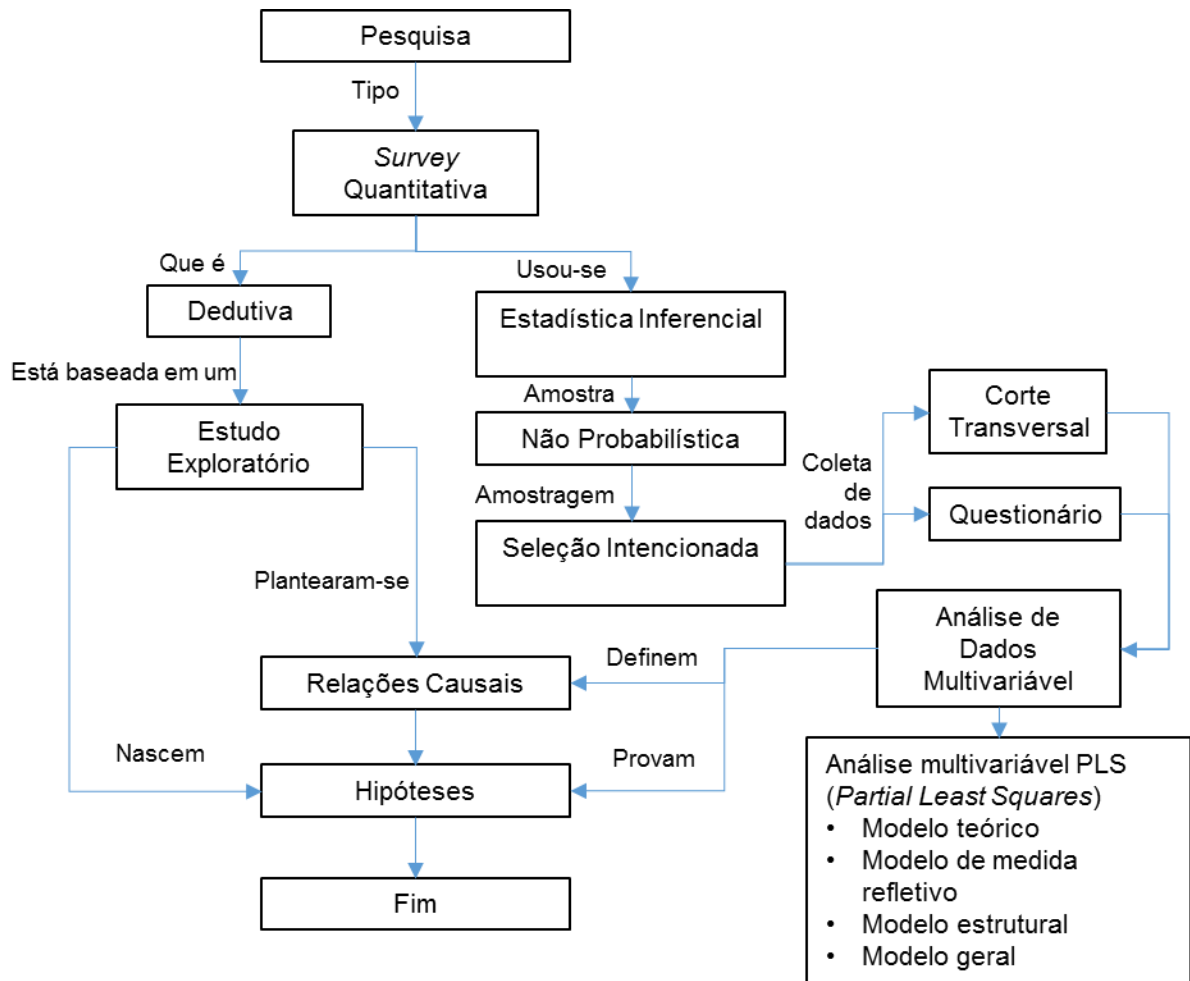 Pesquisa
Tipo
Survey
Quantitativa
Que é
Usou-se
Dedutiva
Estadística Inferencial
Está baseada em um
Amostra
Estudo
Exploratório
Não Probabilística
Corte
Transversal
Amostragem
Coleta
de
dados
Seleção Intencionada
Questionário
Plantearam-se
Análise de
Dados
Multivariável
Definem
Relações Causais
Nascem
Provam
Hipóteses
Análise multivariável PLS
(Partial Least Squares)
• Modelo teórico
• Modelo de medida
refletivo
• Modelo estrutural
• Modelo geral
Fim